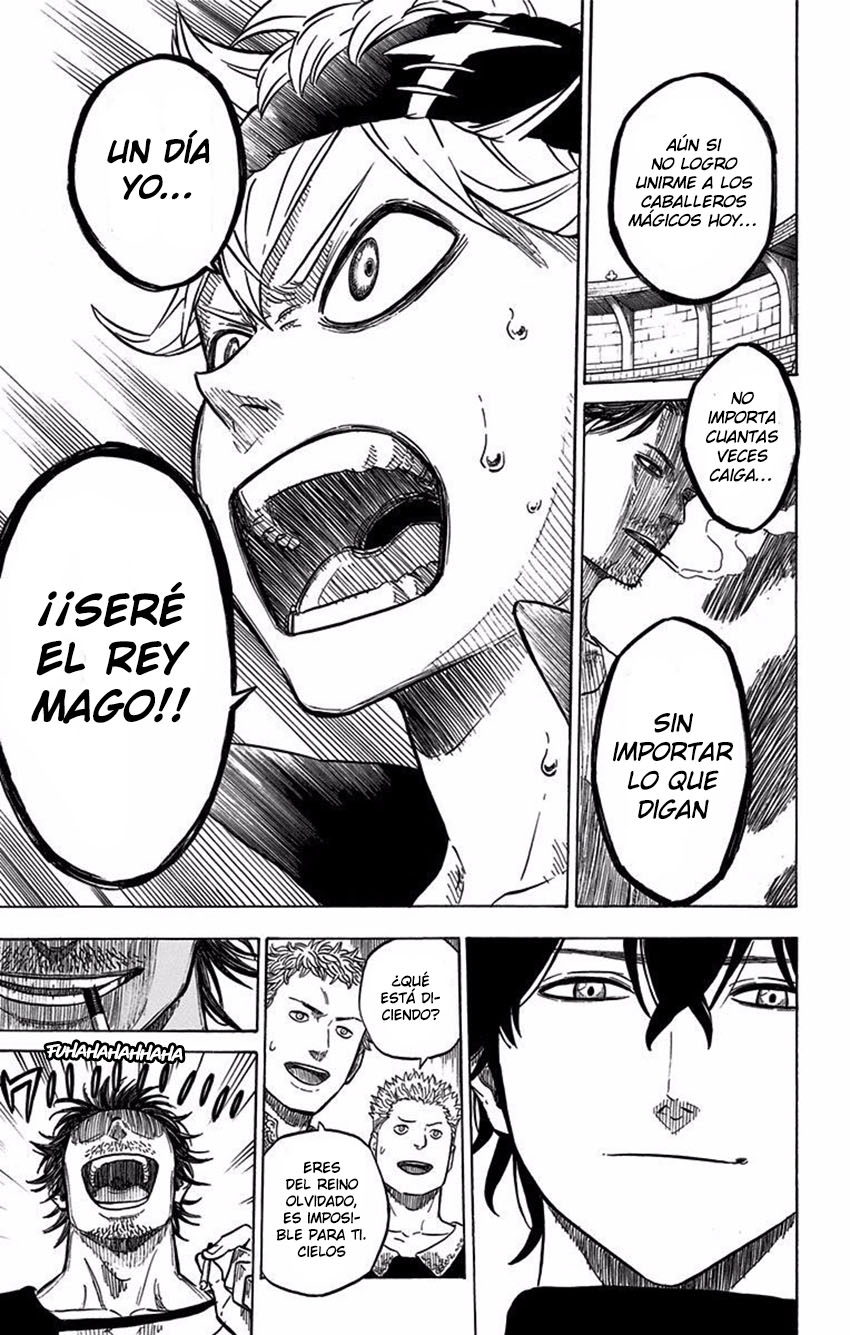 AÚN SI
NO LOGRO
UNIRME A LOS
CABALLEROS
MÁGICOS HOY...
NO
IMPORTA
CUANTAS
VECES
CAIGA...
SIN
IMPORTAR
LO QUE
DIGAN
UN DÍA
YO...
¡¡SERÉ
EL REY
MAGO!!
¿QUÉ
ESTÁ DI-
CIENDO?
ERES
DEL REINO
OLVIDADO,
ES IMPOSI-
BLE PARA TI.
CIELOS
FUHAHAHAHHAHA